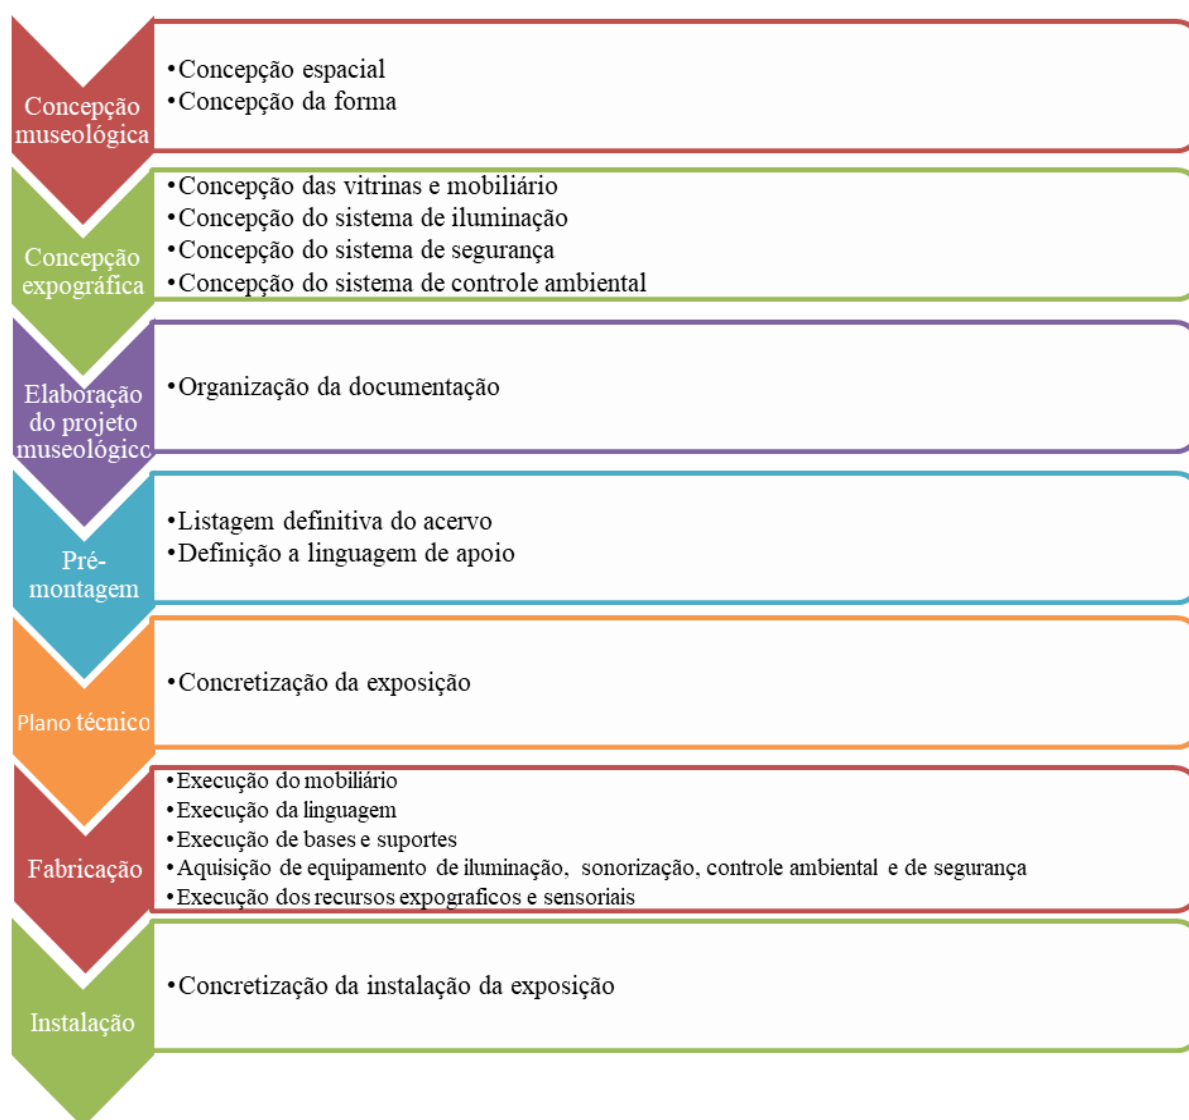 Concepção
museológica
•Concepção espacial
•Concepção da forma
Concepção
expográfica
•Concepção das vitrinas e mobiliário
•Concepção do sistema de iluminação
•Concepção do sistema de segurança
•Concepção do sistema de controle ambiental
Elaboração
do projeto
museológico
•Organização da documentação
Pré-
montagem
•Listagem definitiva do acervo
•Definição a linguagem de apoio
Plano técnico
•Concretização da exposição
Fabricação
•Execução do mobiliário
•Execução da linguagem
•Execução de bases e suportes
•Aquisição de equipamento de iluminação, sonorização, controle ambiental e de segurança
•Execução dos recursos expograficos e sensoriais
Instalação
•Concretização da instalação da exposição